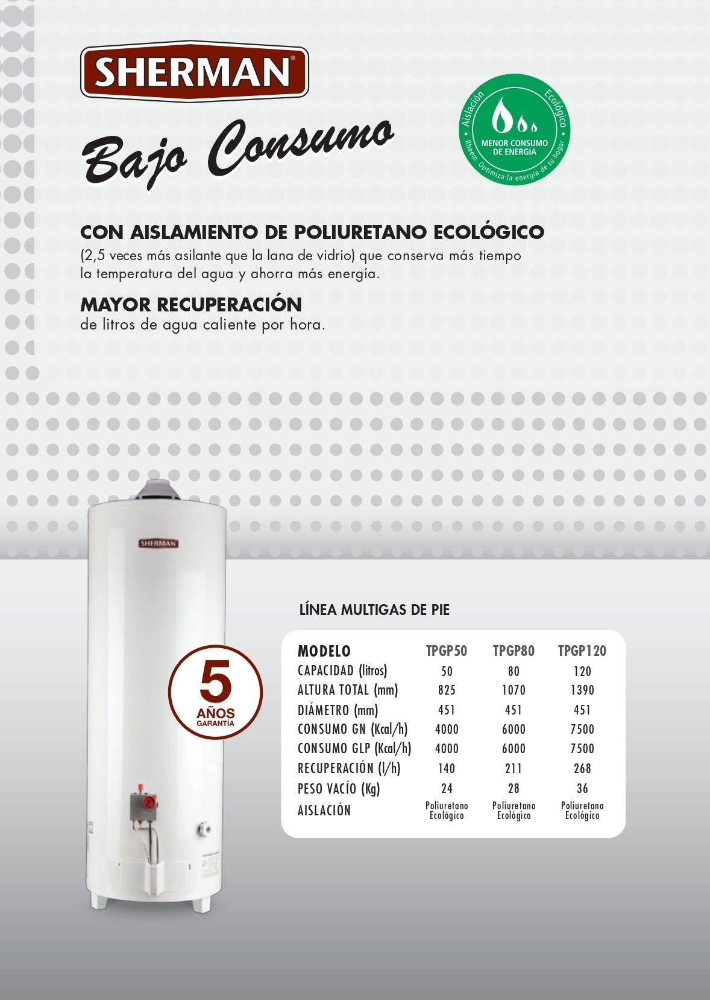 SHERMAN®
Bajo Consumo
Aislación Ecológico
MENOR CONSUMO
DE ENERGIA
Rheem. Optimiza la energía de tu hogar
CON AISLAMIENTO DE POLIURETANO ECOLÓGICO
(2,5 veces más asilante que la lana de vidrio) que conserva más tiempo
la temperatura del agua y ahorra más energía.
MAYOR RECUPERACIÓN
de litros de agua caliente por hora.
SHERMAN
5
AÑOS
GARANTÍA
LÍNEA MULTIGAS DE PIE
MODELO TPGP50 TPGP80 TPGP120
CAPACIDAD (litros) 50 80 120
ALTURA TOTAL (mm) 825 1070 1390
DIÁMETRO (mm) 451 451 451
CONSUMO GN (Kcal/h) 4000 6000 7500
CONSUMO GLP (Kcal/h) 4000 6000 7500
RECUPERACIÓN (l/h) 140 211 268
PESO VACÍO (Kg) 24 28 36
AISLACIÓN Poliuretano Ecológico Poliuretano Ecológico Poliuretano Ecológico